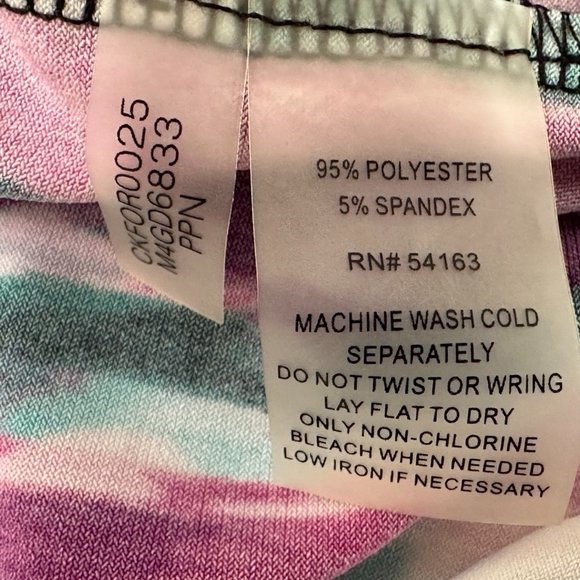 CKFOR0025
M4GD6833
PPN
95% POLYESTER
5% SPANDEX
RN# 54163
MACHINE WASH COLD
SEPARATELY
DO NOT TWIST OR WRING
LAY FLAT TO DRY
ONLY NON-CHLORINE
BLEACH WHEN NEEDED
LOW IRON IF NECESSARY